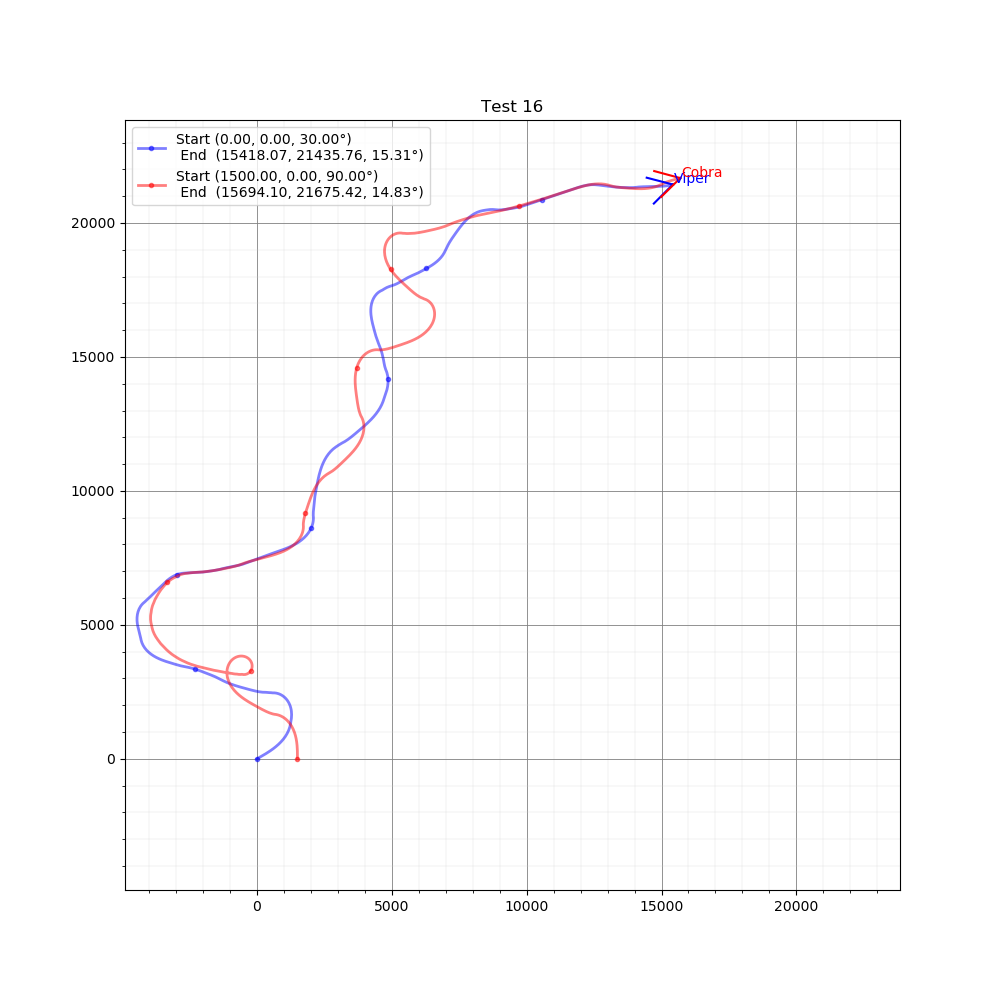 Test 16
Start (0.00, 0.00, 30.00°)
End (15418.07, 21435.76, 15.31°)
Start (1500.00, 0.00, 90.00°)
End (15694.10, 21675.42, 14.83°)
Cobra
Viper
20000
15000
10000
5000
0
0
5000
10000
15000
20000